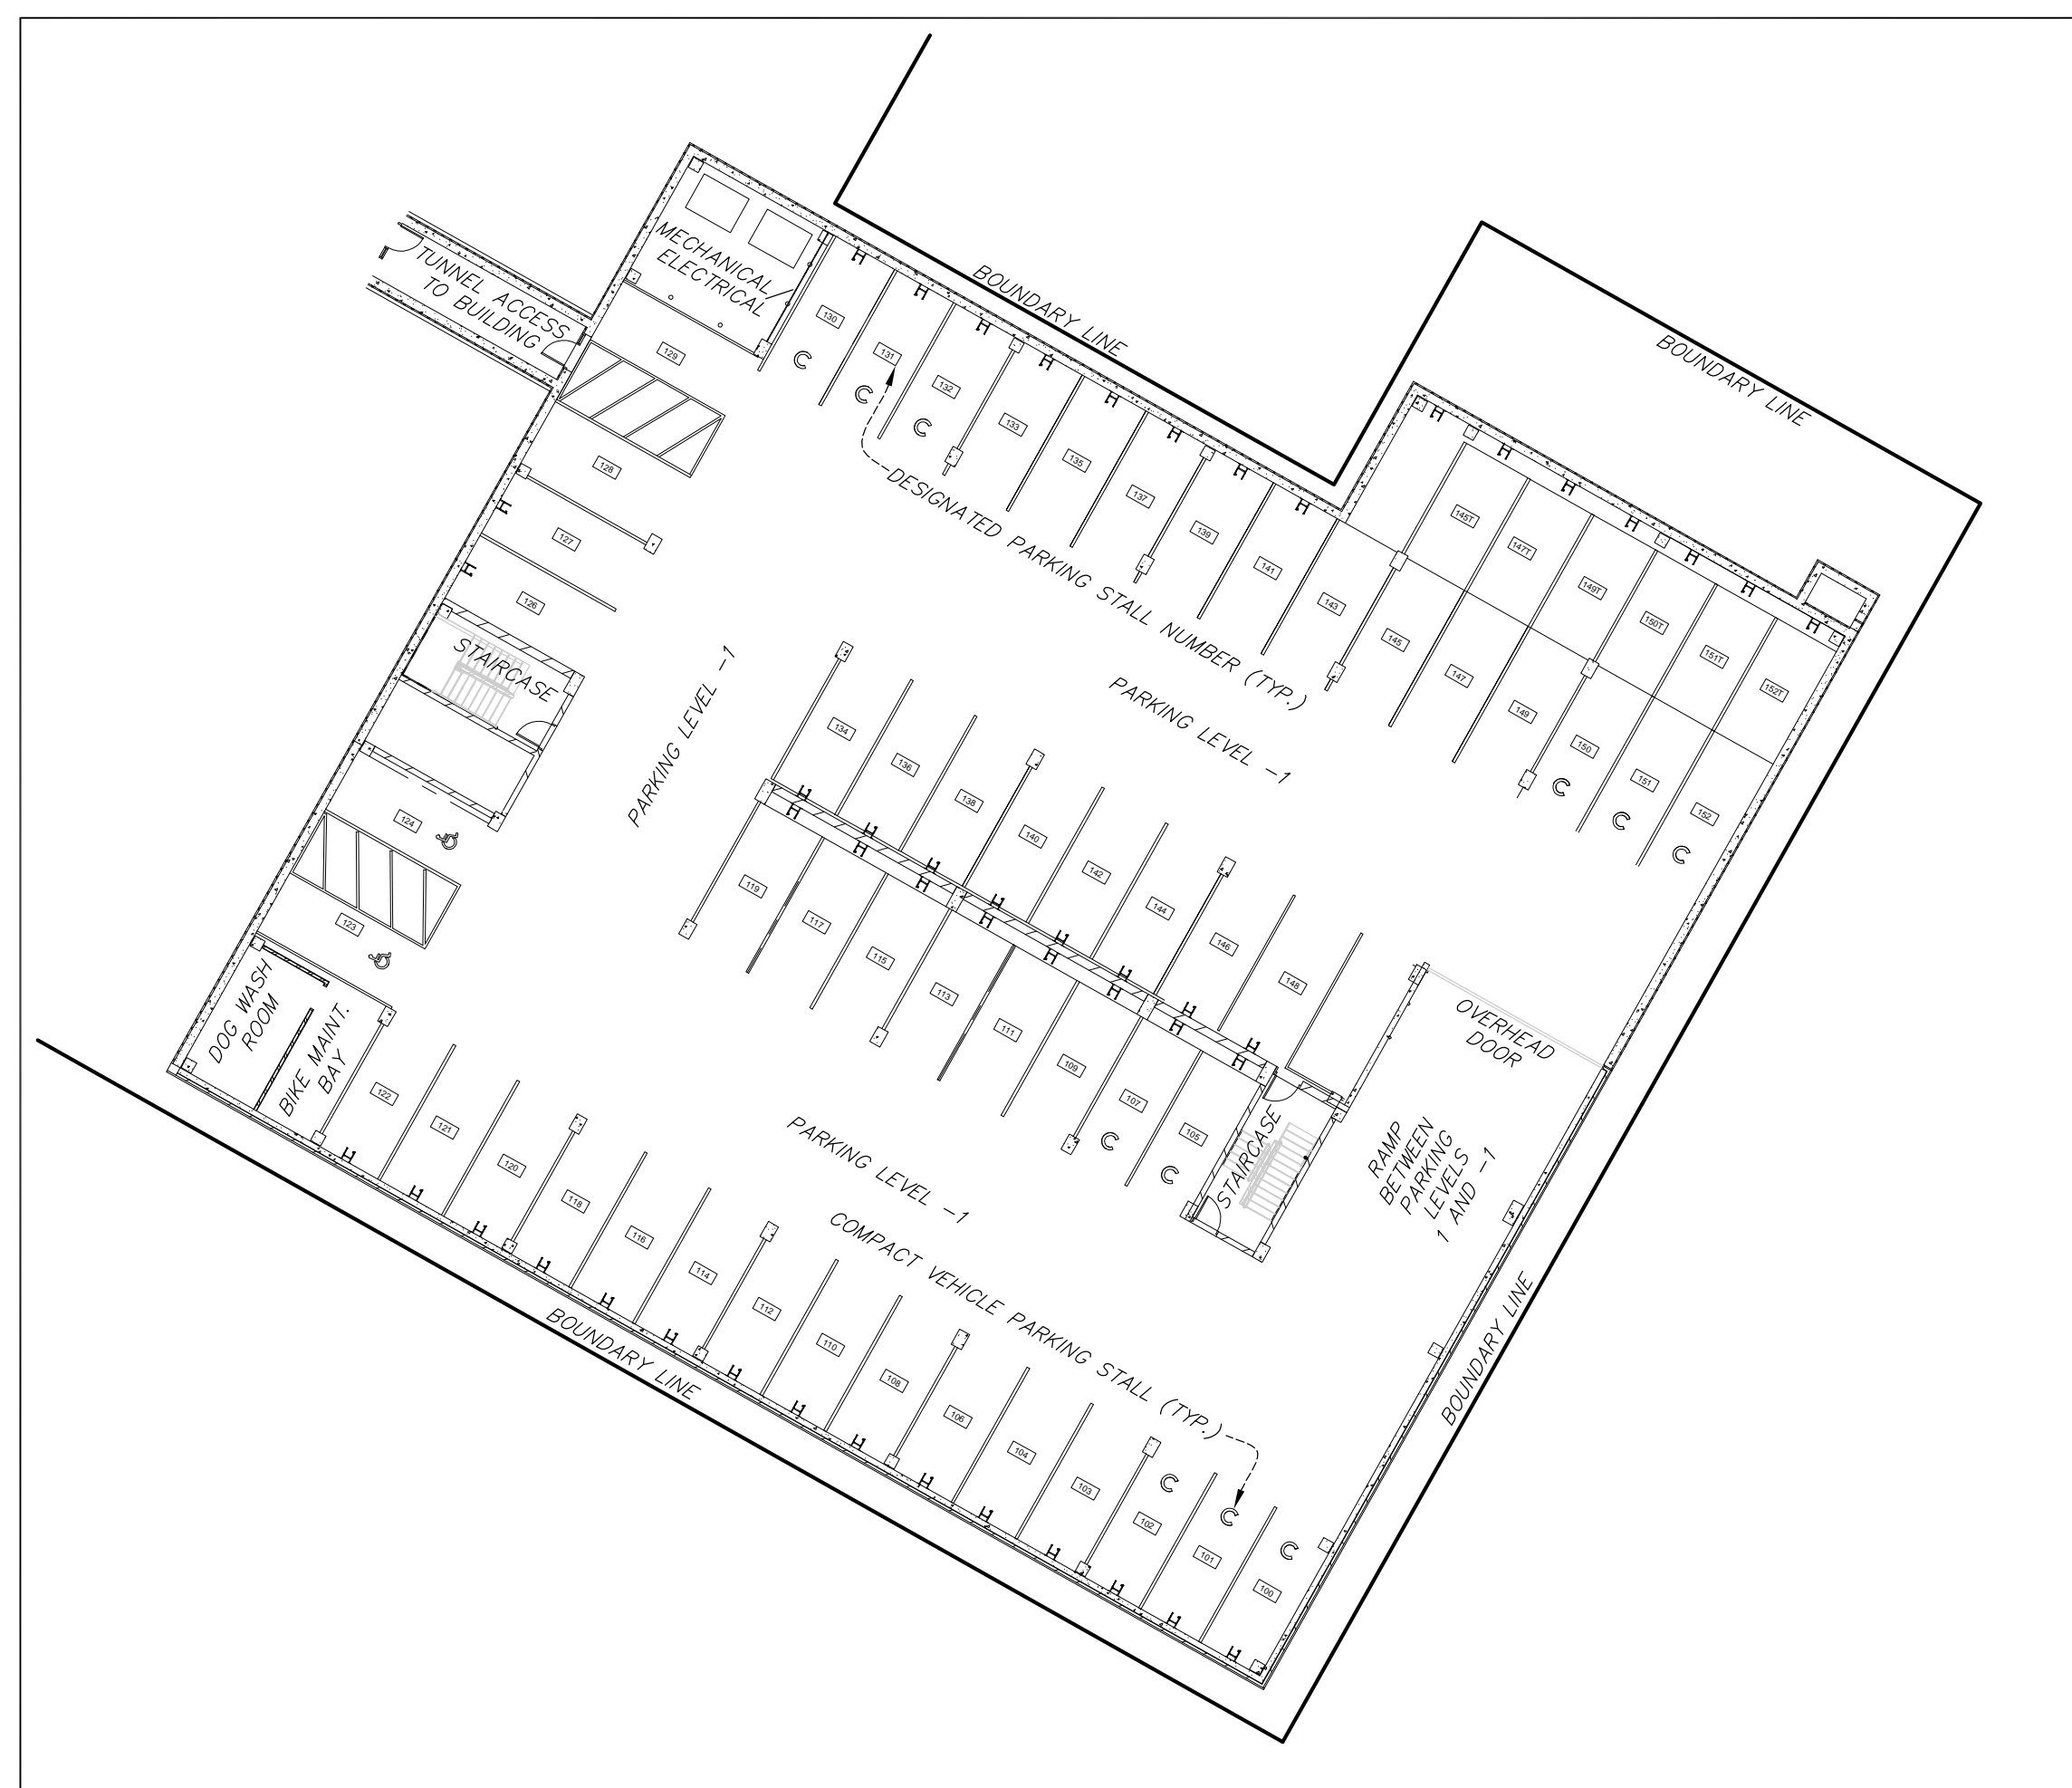 MECHANICAL/
ELECTRICAL
TUNNEL ACCESS
TO BUILDING
BOUNDARY LINE
BOUNDARY LINE
129
130
C
131
C
132
C
133
135
137
139
141
143
145
147
149
150
C
151
C
152
C
145T
147T
149T
150T
151T
152T
DESIGNATED PARKING STALL NUMBER (TYP.)
PARKING LEVEL -1
128
127
126
STAIRCASE
PARKING LEVEL -1
124
123
DOG WASH
ROOM
BIKE MAINT.
BAY
134
136
138
140
142
144
146
148
119
117
115
113
111
109
107
C
105
C
STAIRCASE
OVERHEAD
DOOR
RAMP
BETWEEN
PARKING
LEVELS
1 AND -1
PARKING LEVEL -1
COMPACT VEHICLE PARKING STALL (TYP.)
122
121
120
118
116
114
112
110
108
106
104
103
102
C
101
C
100
C
BOUNDARY LINE
BOUNDARY LINE